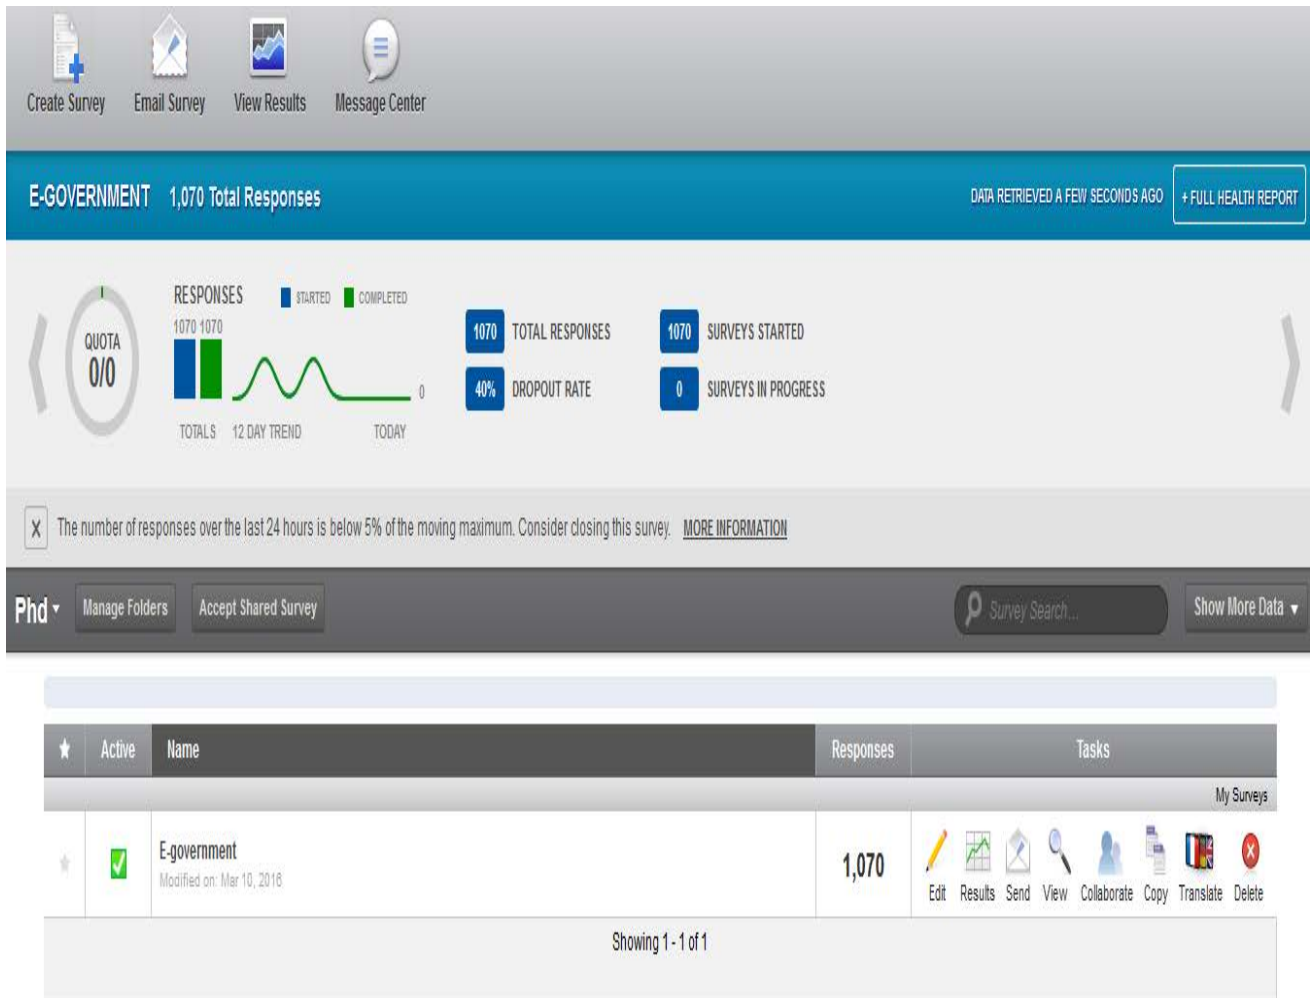 Create Survey Email Survey View Results Message Center
E-GOVERNMENT 1,070 Total Responses DATA RETRIEVED A FEW SECONDS AGO + FULL HEALTH REPORT
QUOTA
0/0
RESPONSES STARTED COMPLETED
1070 1070
0
TOTALS 12 DAY TREND TODAY
1070 TOTAL RESPONSES 1070 SURVEYS STARTED
40% DROPOUT RATE 0 SURVEYS IN PROGRESS
X The number of responses over the last 24 hours is below 5% of the moving maximum. Consider closing this survey. MORE INFORMATION
Phd Manage Folders Accept Shared Survey Survey Search... Show More Data
Active Name Responses Tasks
My Surveys
E-government
Modified on: Mar 10, 2016
1,070
Edit Results Send View Collaborate Copy Translate Delete
Showing 1 - 1 of 1